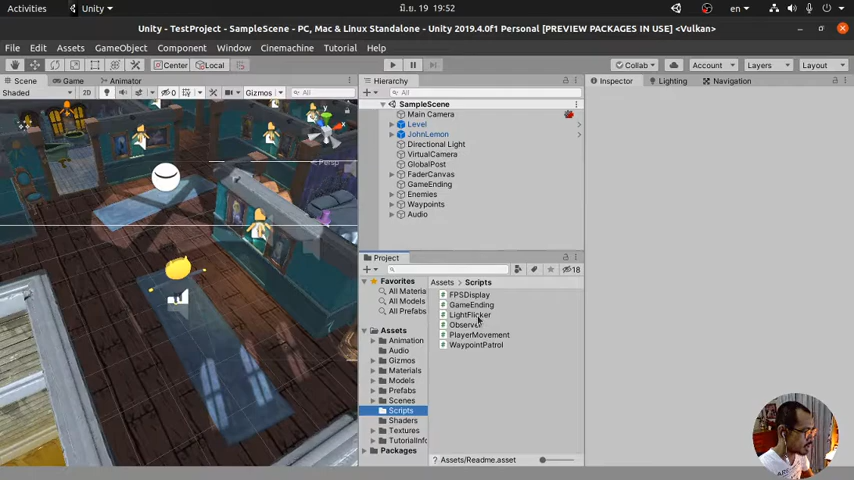 Activities Unity มิ.ย. 19 19:52 en
Unity - TestProject - SampleScene - PC, Mac & Linux Standalone - Unity 2019.4.0f1 Personal [PREVIEW PACKAGES IN USE] <Vulkan>
File Edit Assets GameObject Component Window Cinemachine Tutorial Help
Center Local Collab Account Layers Layout
Scene Game Animator Hierarchy Inspector Lighting Navigation
Shaded 2D 0 Gizmos All All
SampleScene
Main Camera
Level
JohnLemon
Directional Light
VirtualCamera
GlobalPost
FaderCanvas
GameEnding
Enemies
Waypoints
Audio
y
x
Persp
Project
18
Favorites
All Materia
All Models
All Prefabs
Assets
Animation
Audio
Gizmos
Materials
Models
Prefabs
Scenes
Scripts
Shaders
Textures
TutorialInfo
Packages
Assets Scripts
FPSDisplay
GameEnding
LightFlicker
Observer
PlayerMovement
WaypointPatrol
Assets/Readme.asset